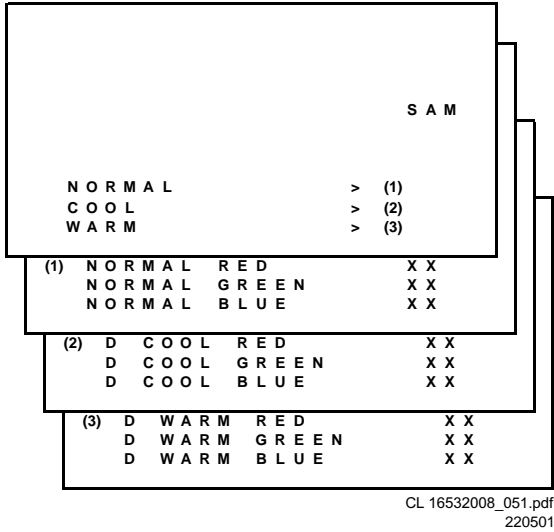 SAM
NORMAL > (1)
COOL > (2)
WARM > (3)
(1) NORMAL RED XX
NORMAL GREEN XX
NORMAL BLUE XX
(2) D COOL RED XX
D COOL GREEN XX
D COOL BLUE XX
(3) D WARM RED XX
D WARM GREEN XX
D WARM BLUE XX
CL 16532008_051.pdf
220501